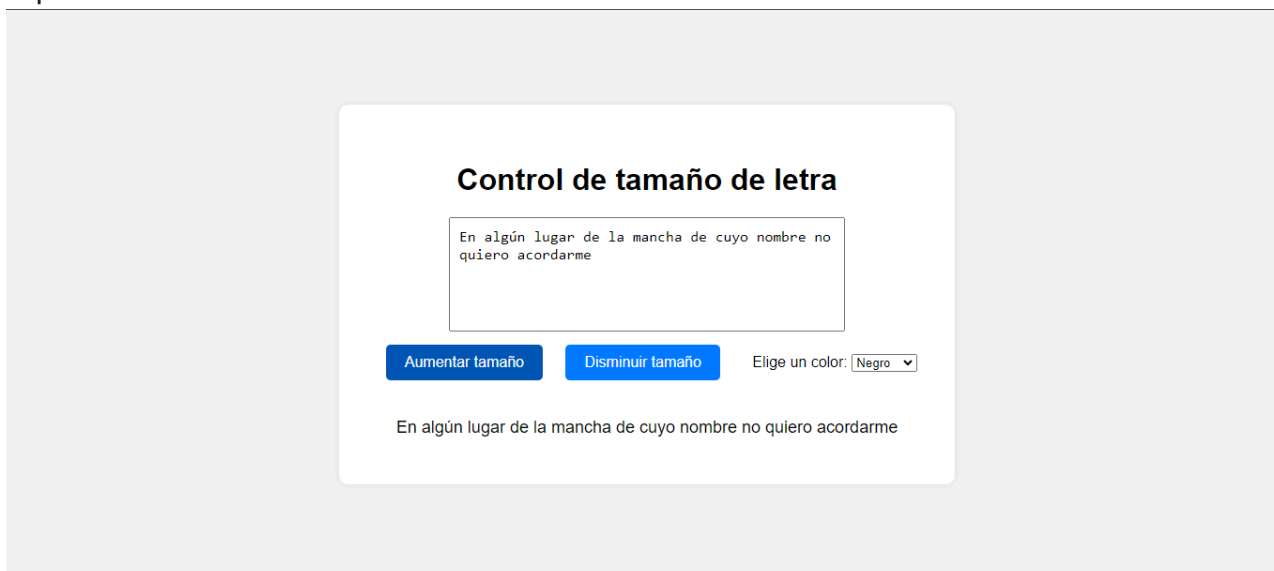 Control de tamaño de letra
En algún lugar de la mancha de cuyo nombre no
quiero acordarme
Aumentar tamaño
Disminuir tamaño
Elige un color: Negro
En algún lugar de la mancha de cuyo nombre no quiero acordarme